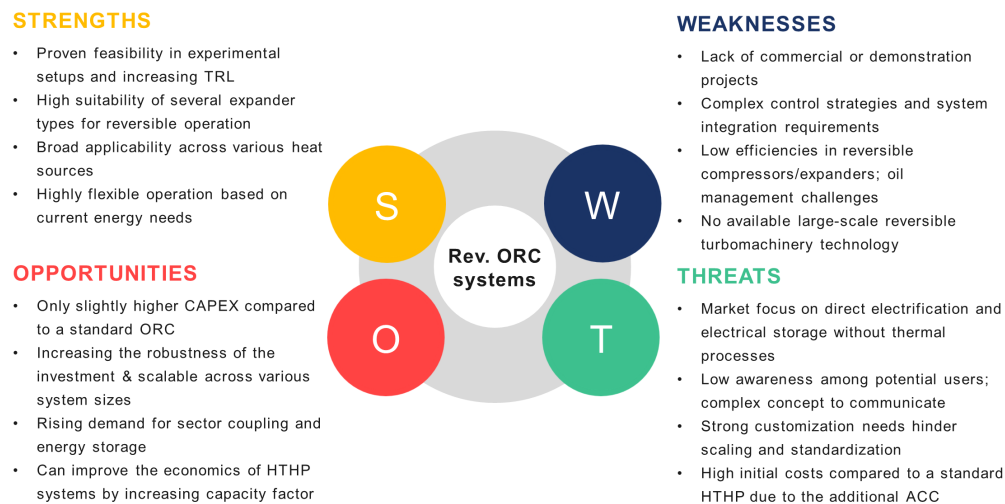 STRENGTHS
• Proven feasibility in experimental
setups and increasing TRL
• High suitability of several expander
types for reversible operation
• Broad applicability across various heat
sources
• Highly flexible operation based on
current energy needs
WEAKNESSES
• Lack of commercial or demonstration
projects
• Complex control strategies and system
integration requirements
• Low efficiencies in reversible
compressors/expanders; oil
management challenges
• No available large-scale reversible
turbomachinery technology
S
W
Rev. ORC
systems
O
T
OPPORTUNITIES
• Only slightly higher CAPEX compared
to a standard ORC
• Increasing the robustness of the
investment & scalable across various
system sizes
• Rising demand for sector coupling and
energy storage
• Can improve the economics of HTHP
systems by increasing capacity factor
THREATS
• Market focus on direct electrification and
electrical storage without thermal
processes
• Low awareness among potential users;
complex concept to communicate
• Strong customization needs hinder
scaling and standardization
• High initial costs compared to a standard
HTHP due to the additional ACC